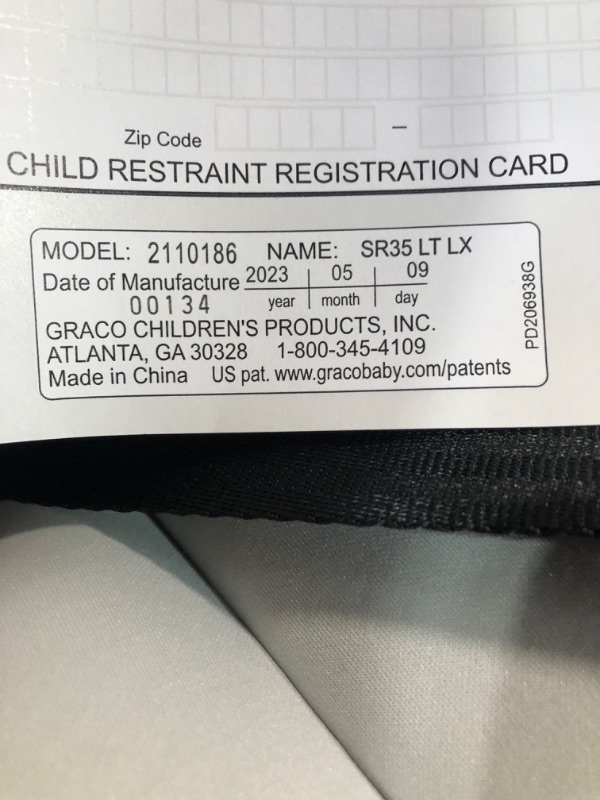 Zip Code –
CHILD RESTRAINT REGISTRATION CARD
MODEL: 2110186 NAME: SR35 LT LX
Date of Manufacture 2023 | 05 | 09
00134 year | month | day
GRACO CHILDREN'S PRODUCTS, INC.
ATLANTA, GA 30328 1-800-345-4109
Made in China US pat. www.gracobaby.com/patents
PD206938G